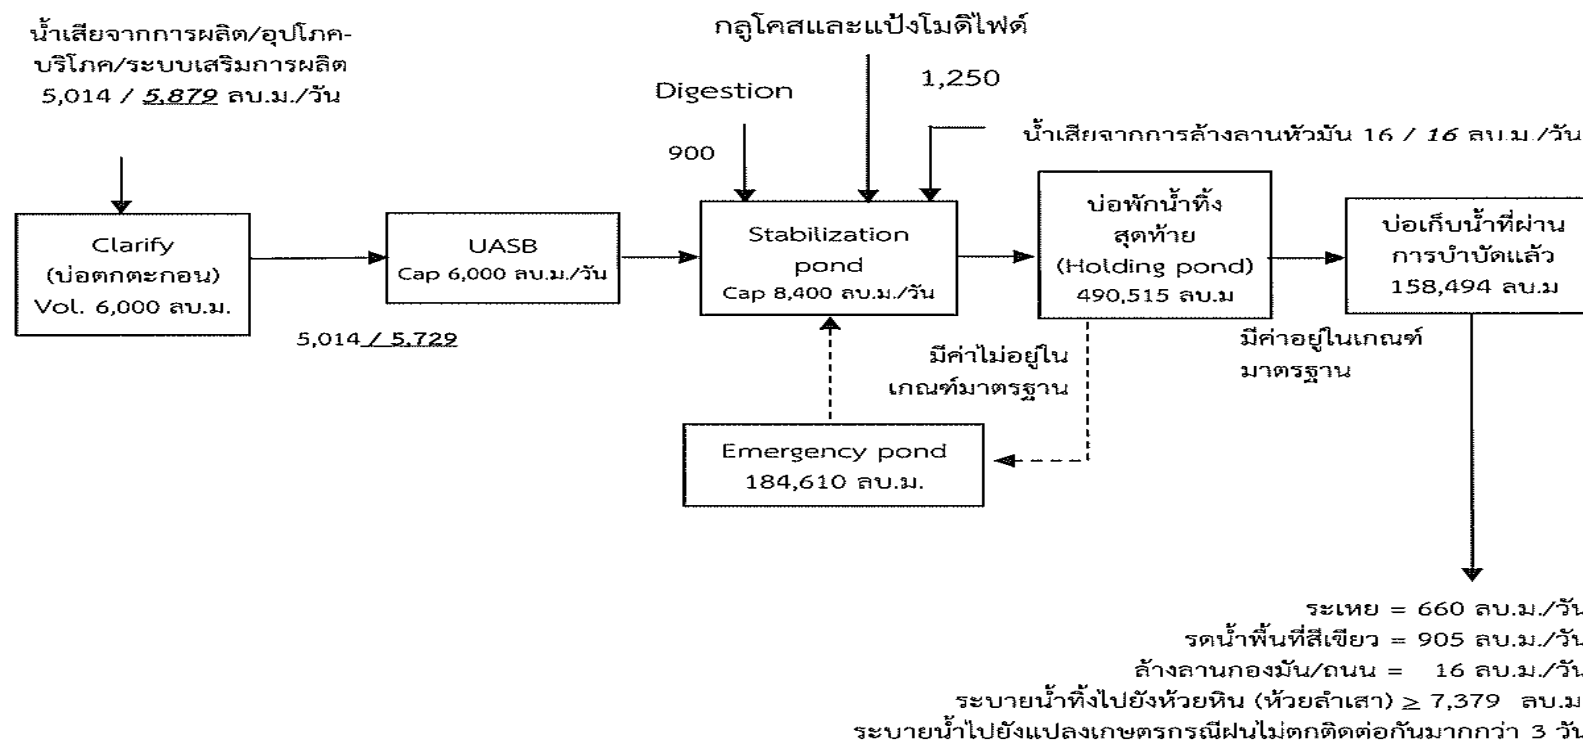 น้ำเสียจากการผลิต/อุปโภค-
บริโภค/ระบบเสริมการผลิต
5,014 / 5,879 ลบ.ม./วัน
กลูโคสและแป้งโมดิไฟด์
1,250
Digestion
900
น้ำเสียจากการล้างลานหัวมัน 16 / 16 ลบ.ม./วัน
Clarify
(บ่อตกตะกอน)
Vol. 6,000 ลบ.ม.
5,014 / 5,729
UASB
Cap 6,000 ลบ.ม./วัน
Stabilization
pond
Cap 8,400 ลบ.ม./วัน
บ่อพักน้ำทิ้ง
สุดท้าย
(Holding pond)
490,515 ลบ.ม
บ่อเก็บน้ำที่ผ่าน
การบำบัดแล้ว
158,494 ลบ.ม
มีค่าไม่อยู่ใน
เกณฑ์มาตรฐาน
มีค่าอยู่ในเกณฑ์
มาตรฐาน
Emergency pond
184,610 ลบ.ม.
ระเหย = 660 ลบ.ม./วัน
รดน้ำพื้นที่สีเขียว = 905 ลบ.ม./วัน
ล้างลานกองมัน/ถนน = 16 ลบ.ม./วัน
ระบายน้ำทิ้งไปยังห้วยหิน (ห้วยลำเสา) ≥ 7,379 ลบ.ม
ระบายน้ำไปยังแปลงเกษตรกรณีฝนไม่ตกติดต่อกันมากกว่า 3 วัน